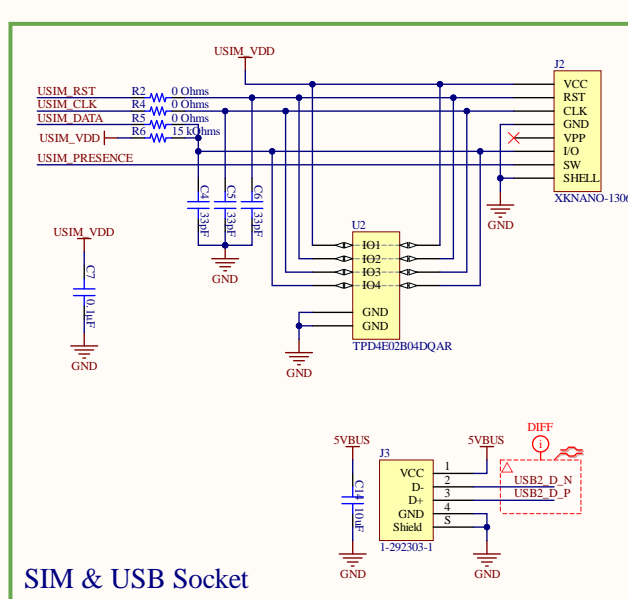 USIM_VDD
J2
USIM_RST R2 0 Ohms VCC
USIM_CLK R4 0 Ohms RST
USIM_DATA R5 0 Ohms CLK
USIM_VDD R6 15 kOhms GND
VPP
USIM_PRESENCE I/O
SW
SHELL
XKNANO-1306
C4 33pF C5 33pF C6 33pF
GND
U2
USIM_VDD
IO1
IO2
IO3
IO4
C7 0.1uF
GND
GND
GND
GND
TPD4E02B04DQAR
GND
GND
DIFF
i
5VBUS 5VBUS
J3
VCC 1
D- 2 USB2_D_N
D+ 3 USB2_D_P
GND 4
Shield S
C14 10uF
1-292303-1
GND GND
SIM & USB Socket